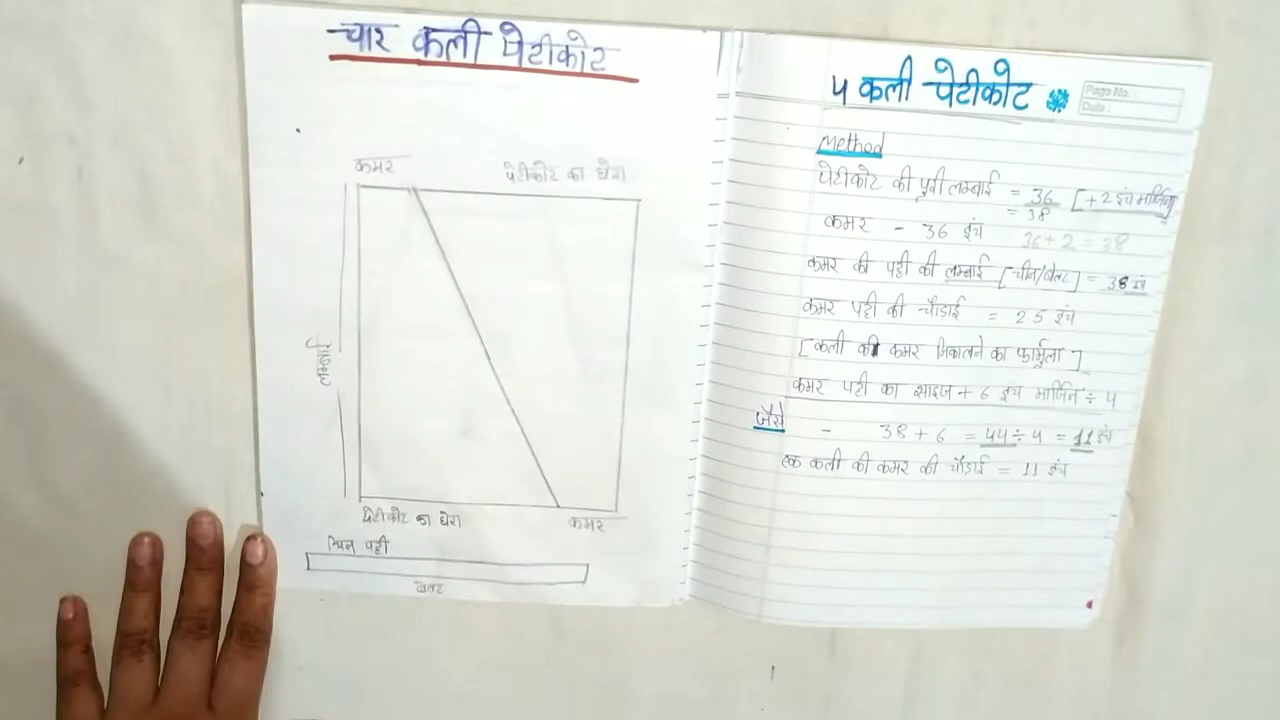 चार कली पेटीकोट
कमर
पेटीकोट का घेरा
लम्बाई
पेटीकोट का घेरा
कमर
चिन पट्टी
बेल्ट
4 कली पेटीकोट
Page No.:
Date:
Method
पेटीकोट की पूरी लम्बाई = 36 [+2 इंच मार्जिन]
= 38
कमर - 36 इंच 36+2=38
कमर की पट्टी की लम्बाई [चीन/बेल्ट] = 38 इंच
कमर पट्टी की चौडाई = 2 5 इंच
[कली की कमर निकालने का फार्मूला]
कमर पट्टी का साइज + 6 इंच मार्जिन ÷ 4
जैसे - 38 + 6 = 44 ÷ 4 = 11 इंच
एक कली की कमर की चौडाई = 11 इंच